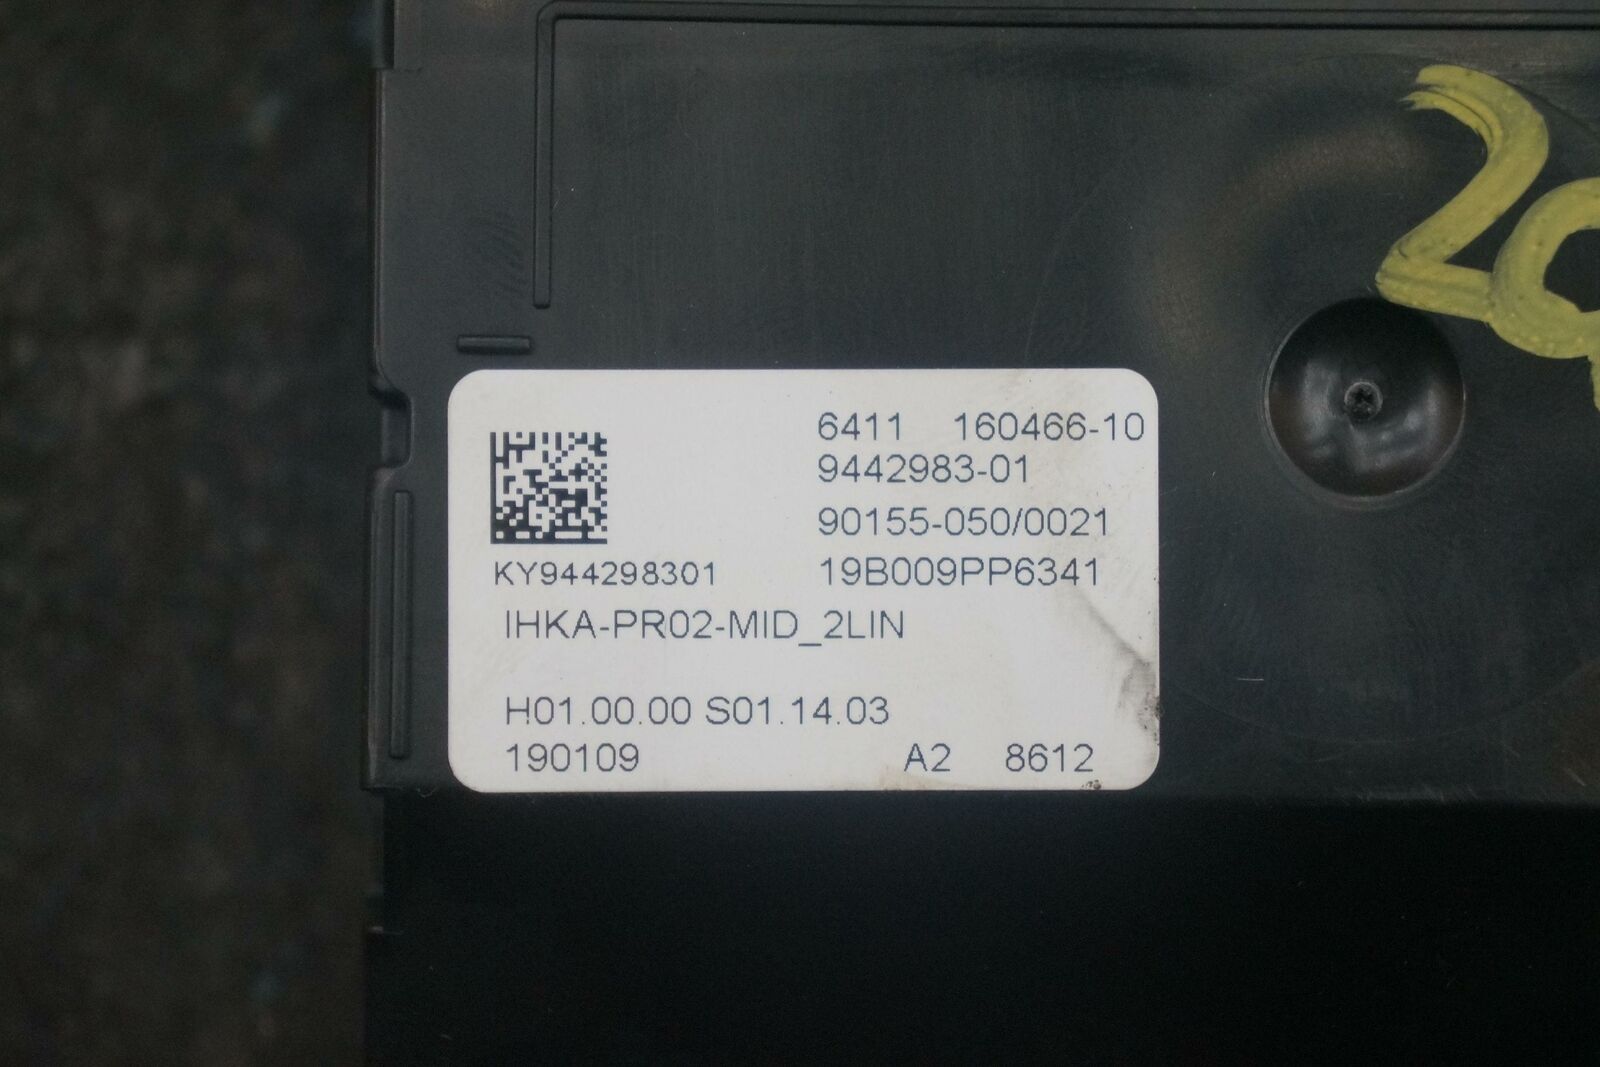 6411 160466-10
9442983-01
90155-050/0021
KY944298301 19B009PP6341
IHKA-PR02-MID_2LIN
H01.00.00 S01.14.03
190109 A2 8612